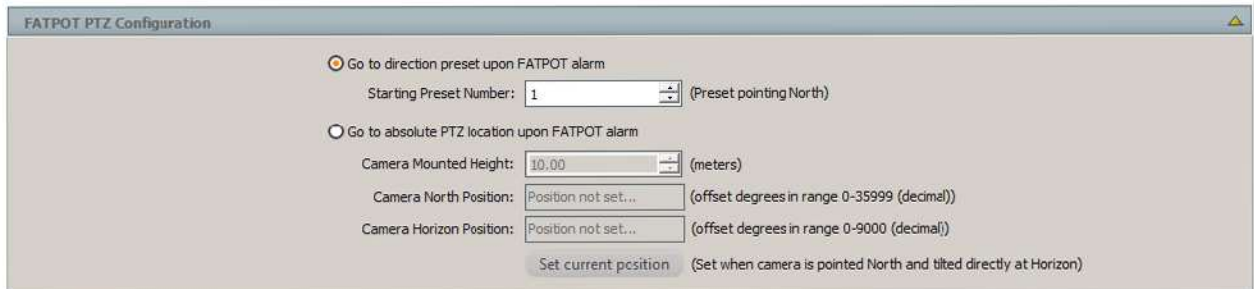 FATPOT PTZ Configuration
Go to direction preset upon FATPOT alarm
Starting Preset Number: 1 (Preset pointing North)
Go to absolute PTZ location upon FATPOT alarm
Camera Mounted Height: 10.00 (meters)
Camera North Position: Position not set... (offset degrees in range 0-35999 (decimal))
Camera Horizon Position: Position not set... (offset degrees in range 0-9000 (decimal))
Set current position (Set when camera is pointed North and tilted directly at Horizon)